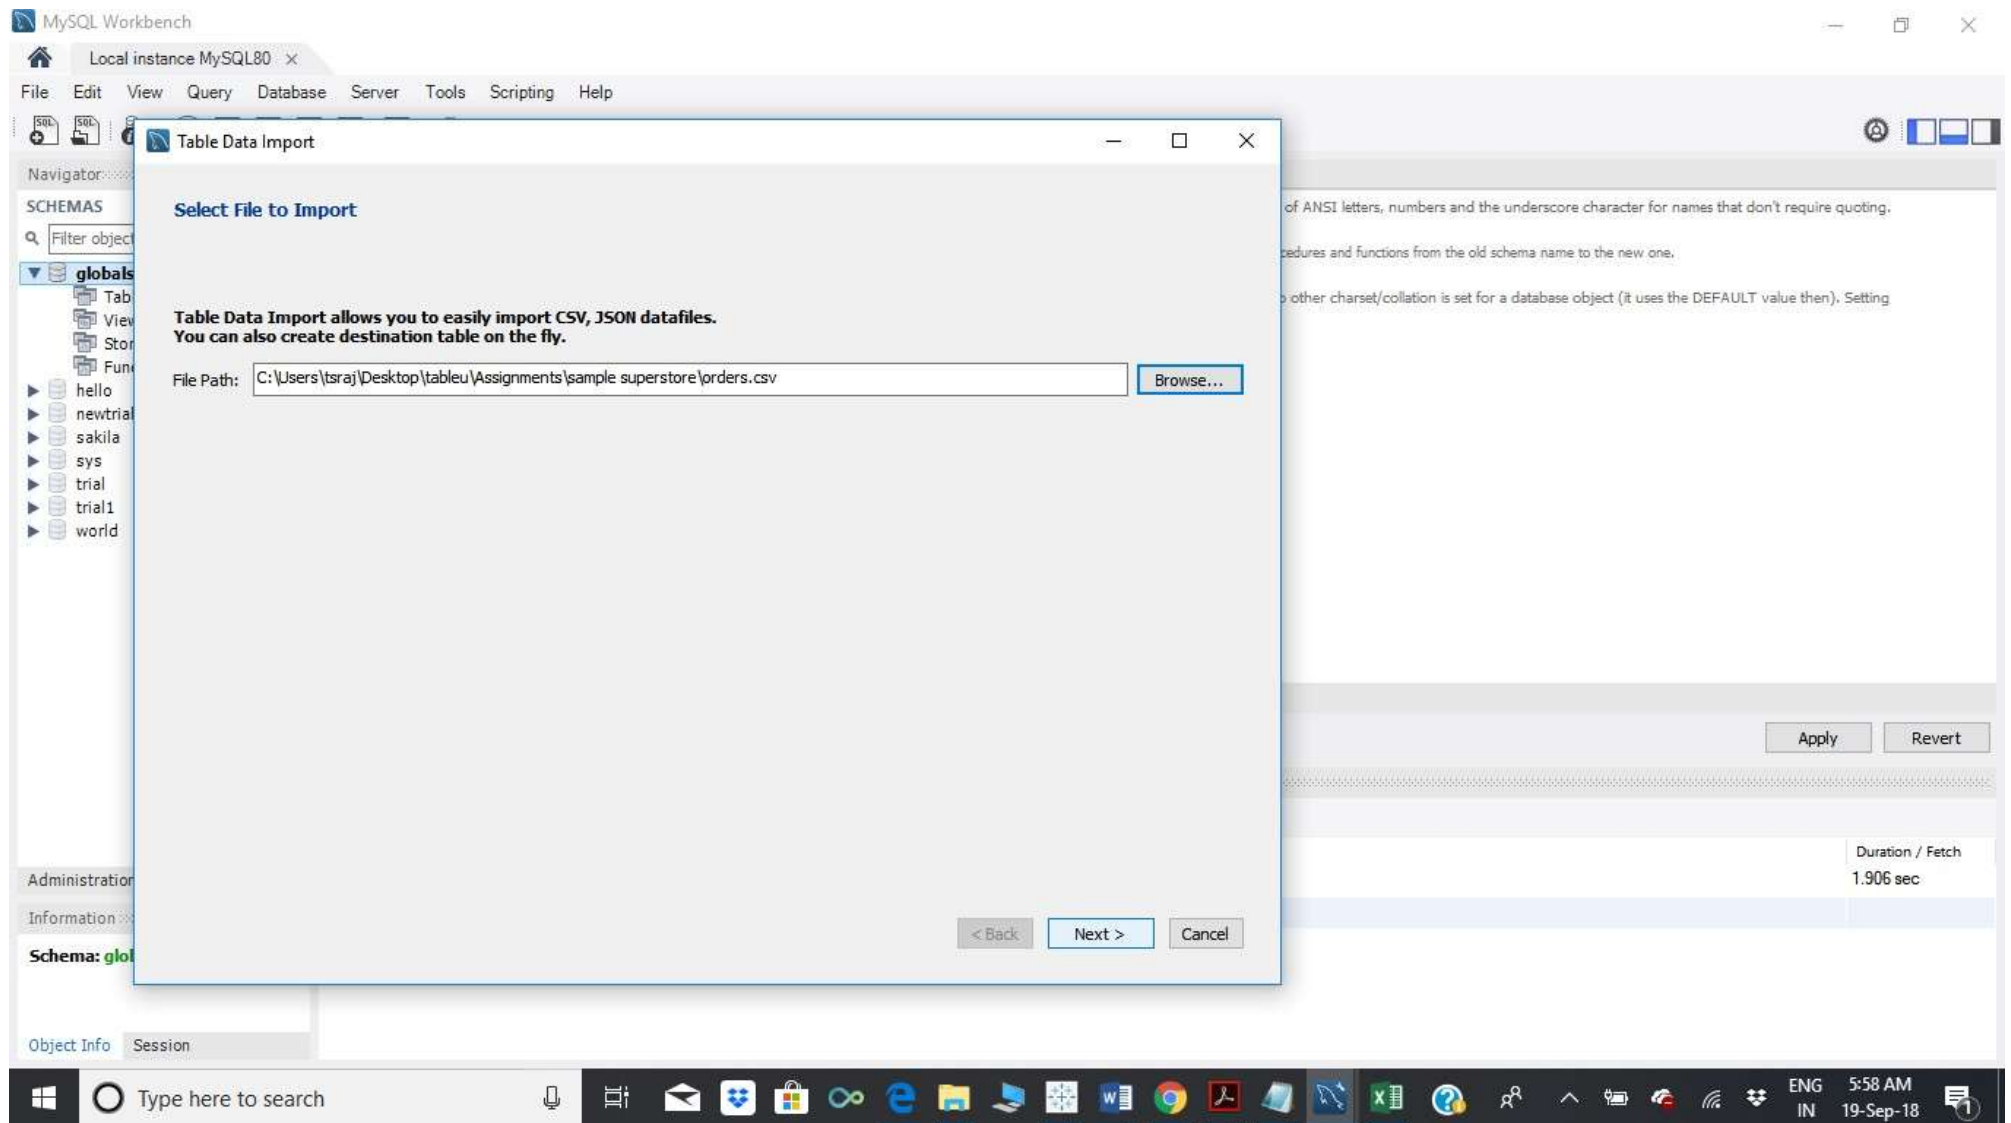 MySQL Workbench
Local instance MySQL80
File Edit View Query Database Server Tools Scripting Help
SQL SQL
Table Data Import
Navigator
SCHEMAS
Select File to Import
of ANSI letters, numbers and the underscore character for names that don't require quoting.
Filter object
cedures and functions from the old schema name to the new one.
globals
Tab
other charset/collation is set for a database object (it uses the DEFAULT value then). Setting
View
Table Data Import allows you to easily import CSV, JSON datafiles.
You can also create destination table on the fly.
Stor
Fun
File Path: C:\Users\tsraj\Desktop\tableu\Assignments\sample superstore\orders.csv Browse...
hello
newtrial
sakila
sys
trial
trial1
world
Apply Revert
Duration / Fetch
Administration
1.906 sec
Information
< Back Next > Cancel
Schema: glob
Object Info Session
Type here to search
ENG 5:58 AM
IN 19-Sep-18
1